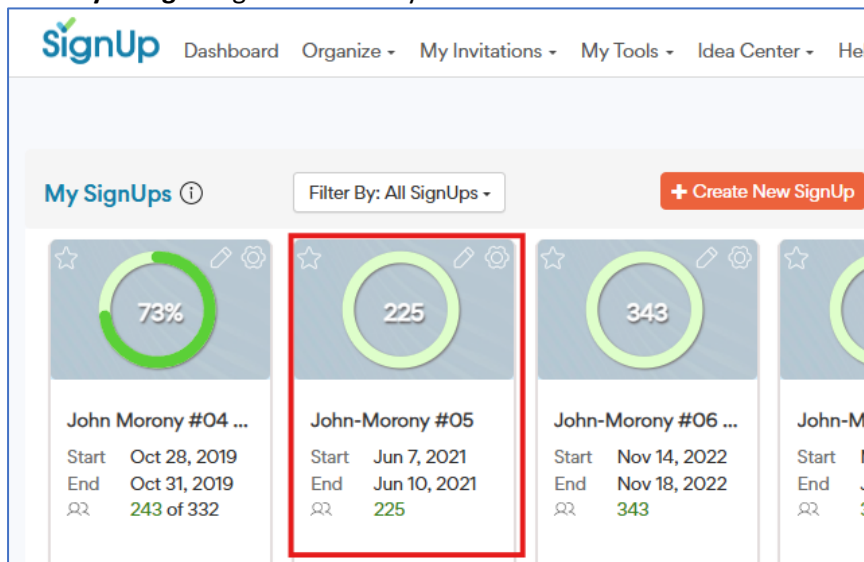 SignUp Dashboard Organize My Invitations My Tools Idea Center
My SignUps Filter By: All SignUps + Create New SignUp
73% 225 343
John Morony #04 ... John-Morony #05 John-Morony #06 ... John-M
Start Oct 28, 2019 Start Jun 7, 2021 Start Nov 14, 2022 Start
End Oct 31, 2019 End Jun 10, 2021 End Nov 18, 2022 End
243 of 332 225 343